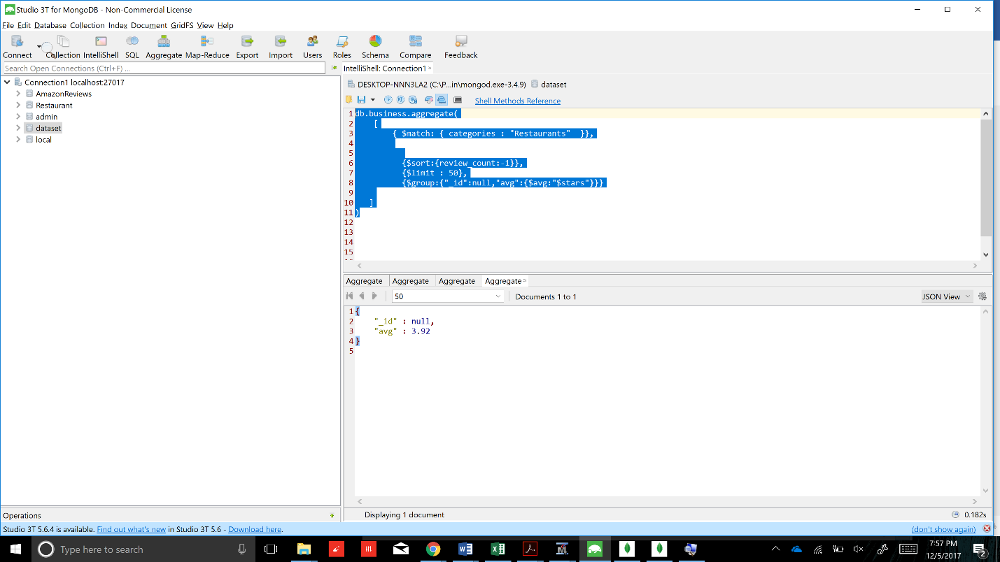 Studio 3T for MongoDB - Non-Commercial License
File Edit Database Collection Index Document GridFS View Help
Connect Collection IntelliShell SQL Aggregate Map-Reduce Export Import Users Roles Schema Compare Feedback
Search Open Connections (Ctrl+F) ...
IntelliShell: Connection1
Connection1 localhost:27017
AmazonReviews
Restaurant
admin
dataset
local
DESKTOP-NNN3LA2 (C:\P...in\mongod.exe-3.4.9) dataset
Shell Methods Reference
1 db.business.aggregate(
2 [
3 { $match: { categories : "Restaurants" }},
4
5
6 {$sort:{review_count:-1}},
7 {$limit : 50},
8 {$group:{"_id":null,"avg":{$avg:"$stars"}}}
9
10 ]
11 )
12
13
14
15
Aggregate Aggregate Aggregate Aggregate
50 Documents 1 to 1 JSON View
1 {
2 "_id" : null,
3 "avg" : 3.92
4 }
5
Operations
Displaying 1 document 0.182s
Studio 3T 5.6.4 is available. Find out what's new in Studio 3T 5.6 - Download here. (don't show again)
Type here to search
7:57 PM
12/5/2017
2